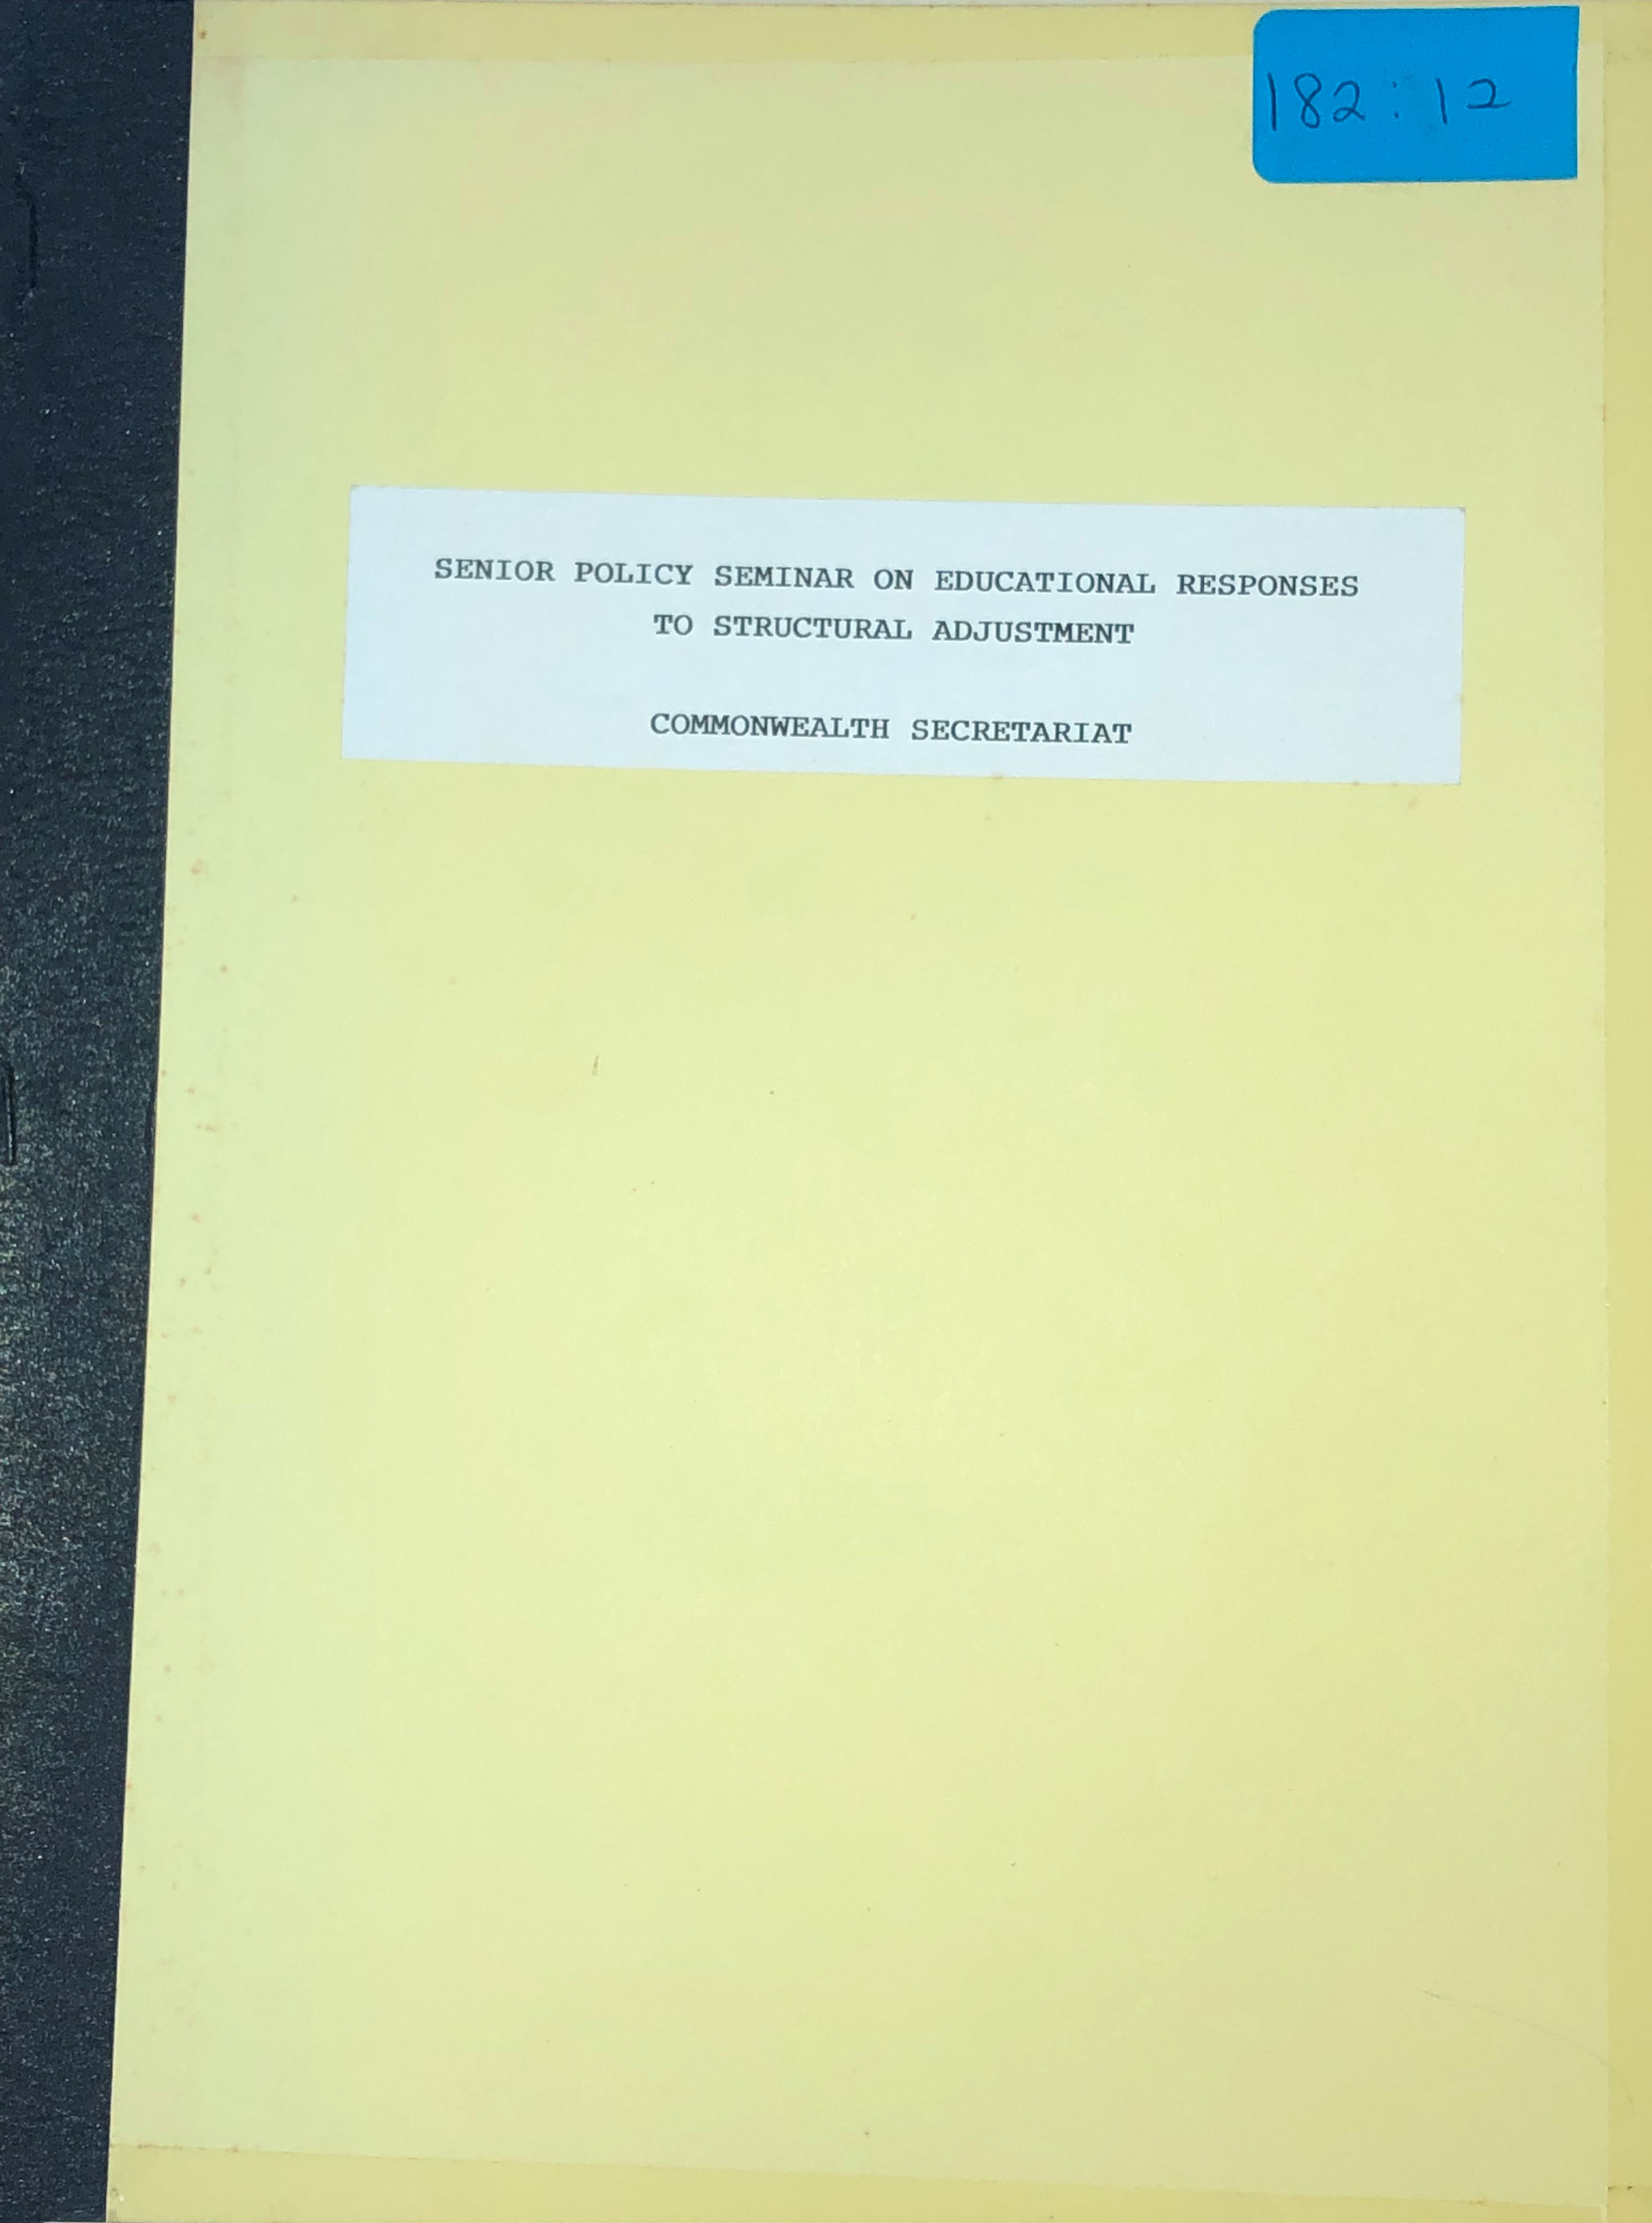 182:12
SENIOR POLICY SEMINAR ON EDUCATIONAL RESPONSES
TO STRUCTURAL ADJUSTMENT
COMMONWEALTH SECRETARIAT